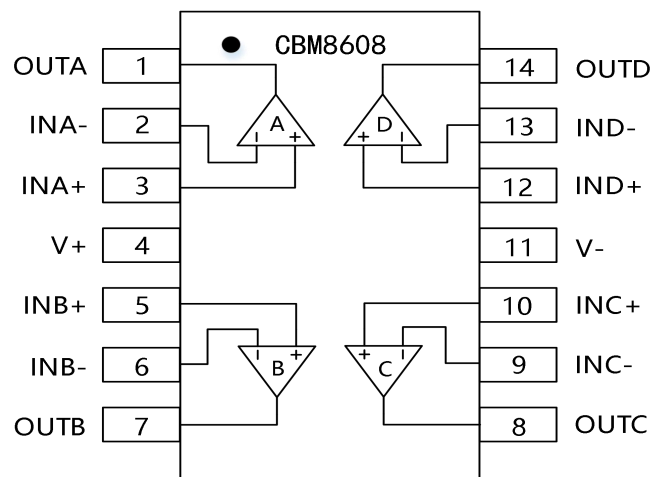 CBM8608
OUTA 1 14 OUTD
A D
INA- 2 - + + - 13 IND-
INA+ 3 12 IND+
V+ 4 11 V-
INB+ 5 10 INC+
INB- 6 - + + - 9 INC-
B C
OUTB 7 8 OUTC